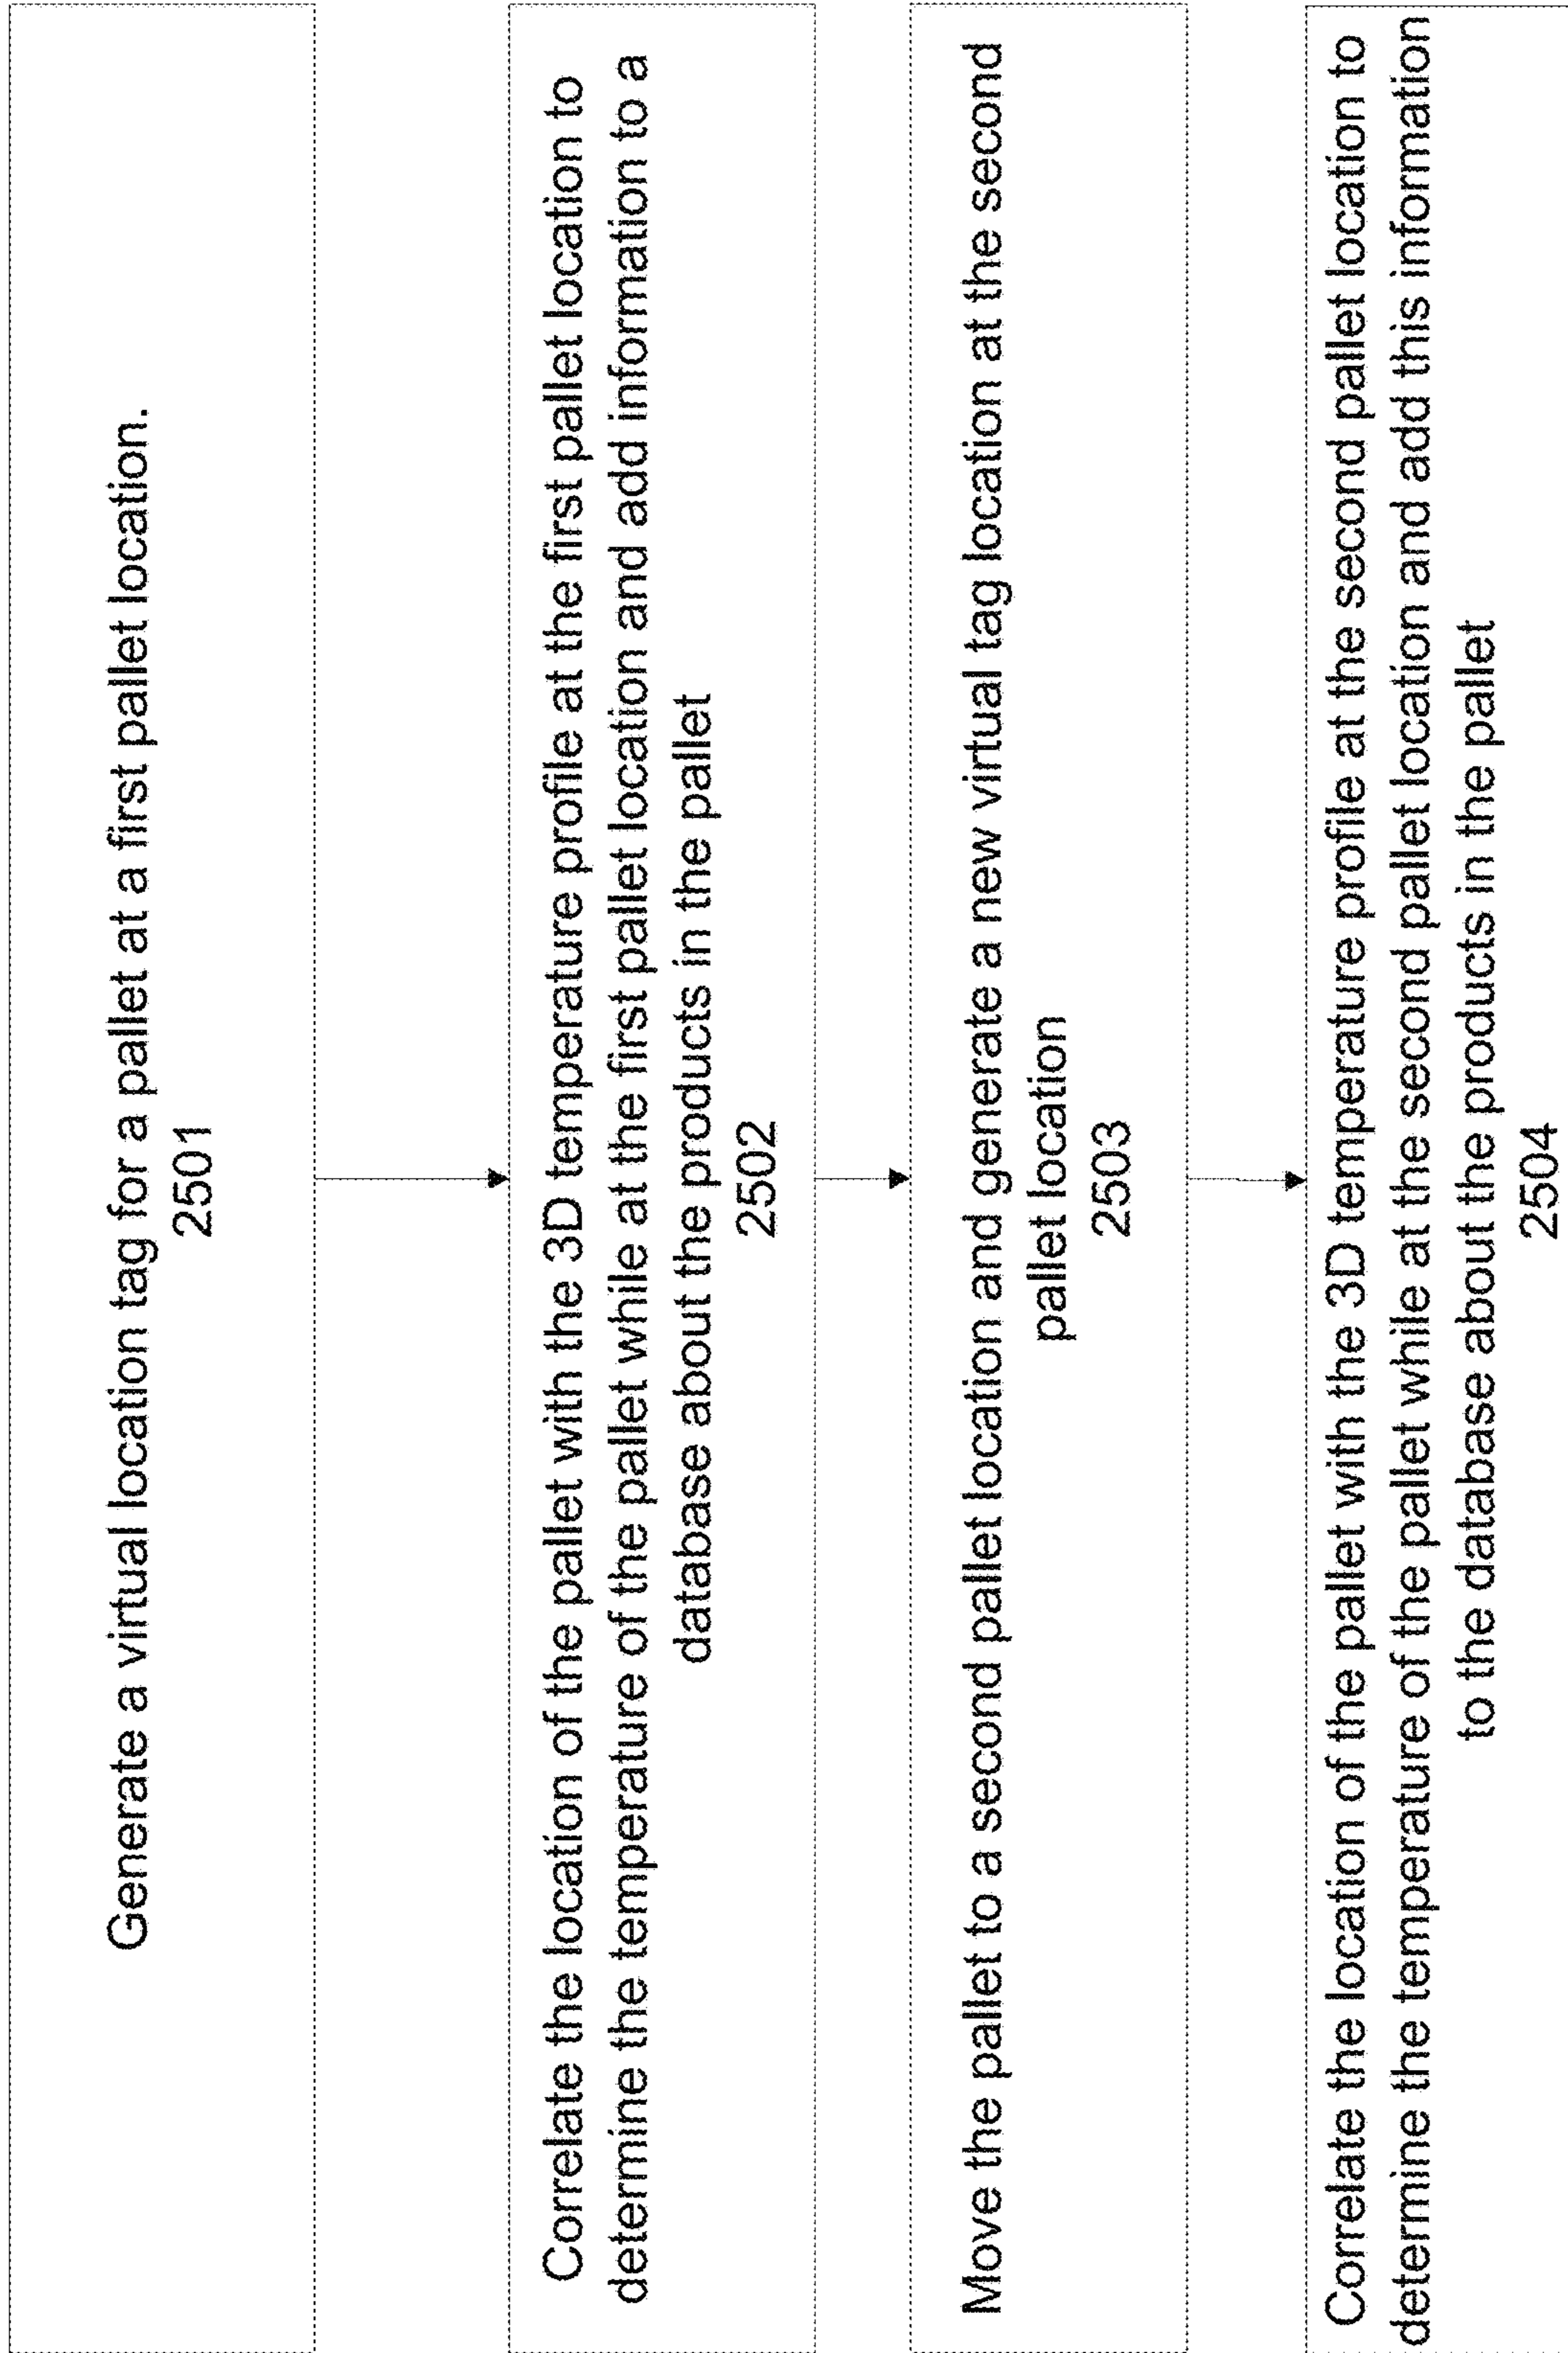 Generate a virtual location tag for a pallet at a first pallet location.
2501
Correlate the location of the pallet with the 3D temperature profile at the first pallet location to
determine the temperature of the pallet while at the first pallet location and add information to a
database about the products in the pallet
2502
Move the pallet to a second pallet location and generate a new virtual tag location at the second
pallet location
2503
Correlate the location of the pallet with the 3D temperature profile at the second pallet location to
determine the temperature of the pallet while at the second pallet location and add this information
to the database about the products in the pallet
2504